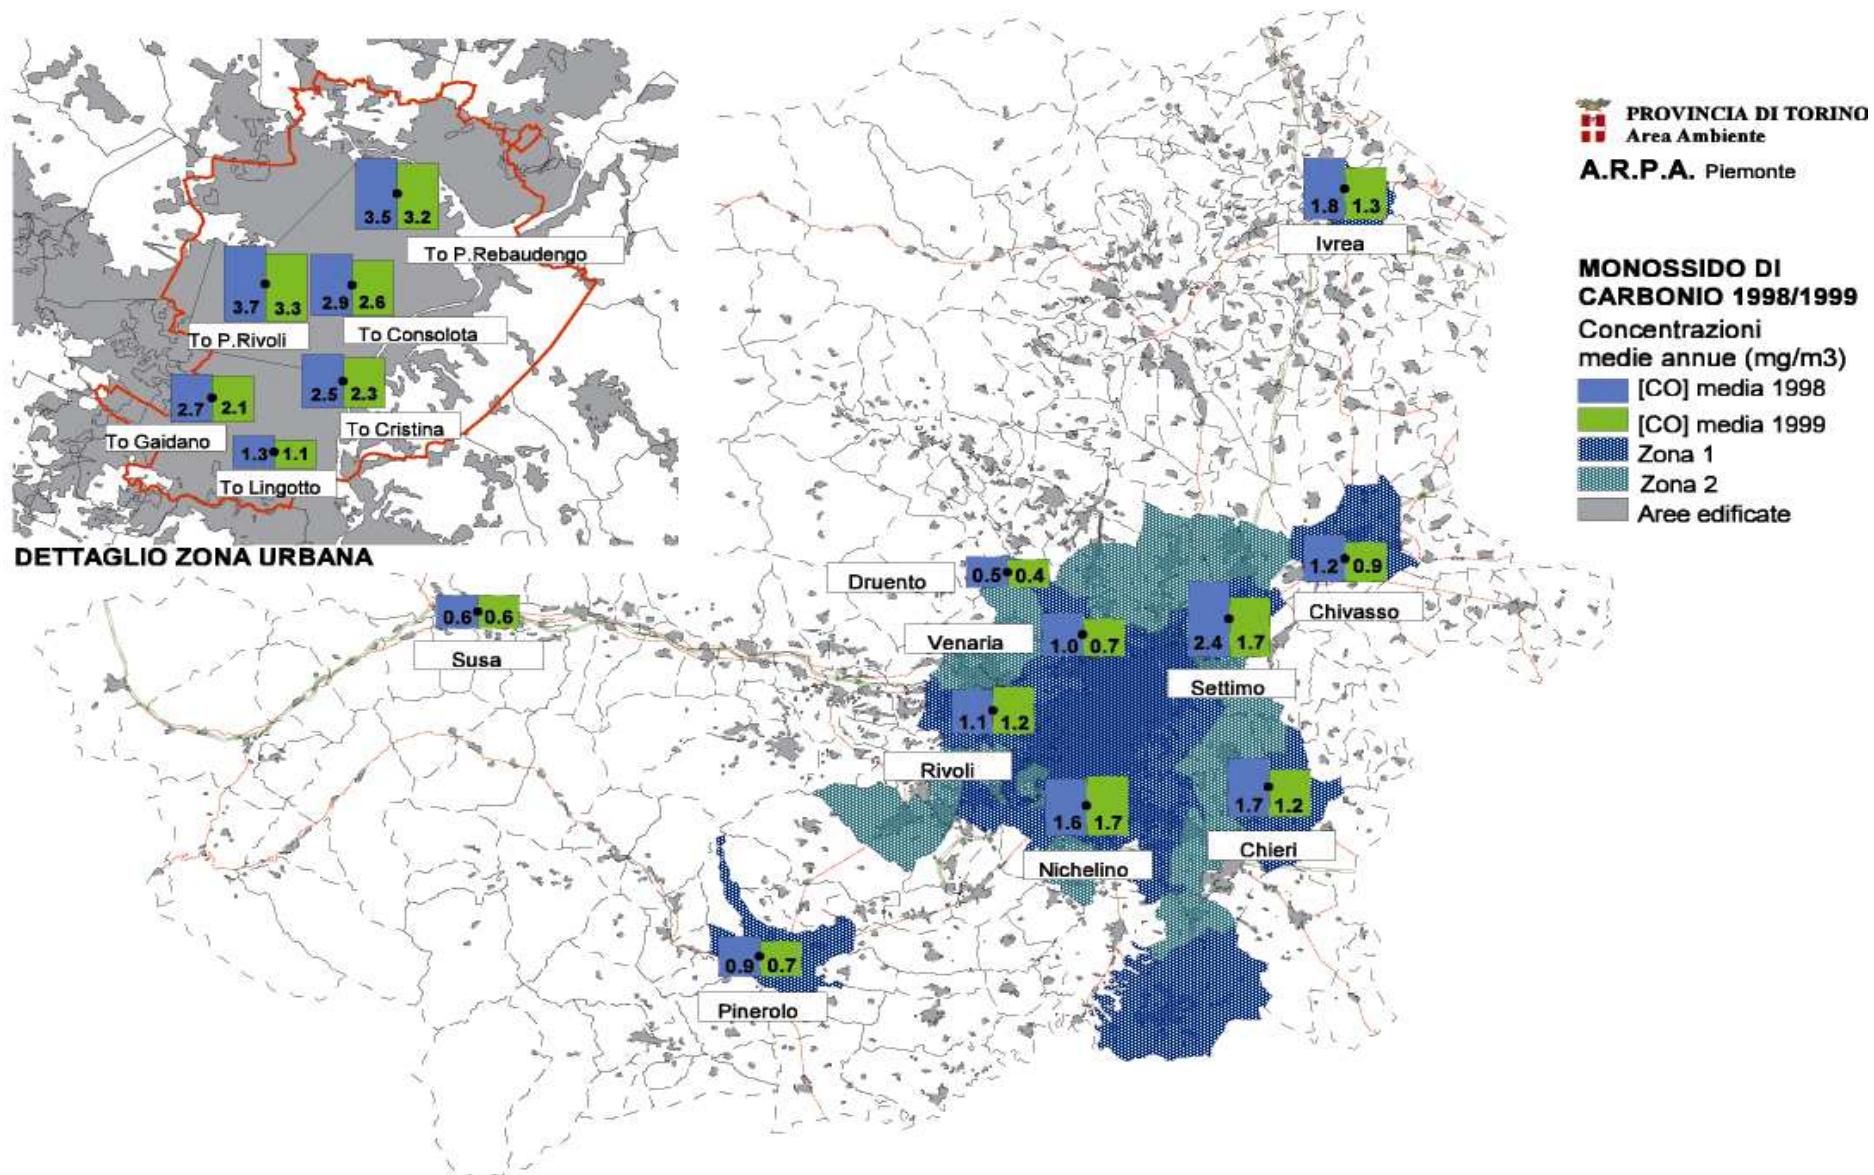 PROVINCIA DI TORINO
Area Ambiente
A.R.P.A. Piemonte
MONOSSIDO DI
CARBONIO 1998/1999
Concentrazioni
medie annue (mg/m3)
[CO] media 1998
[CO] media 1999
Zona 1
Zona 2
Aree edificate
3.5 3.2
To P.Rebaudengo
3.7 3.3
To P.Rivoli
2.9 2.6
To Consolota
2.5 2.3
To Cristina
2.7 2.1
To Gaidano
1.3 1.1
To Lingotto
DETTAGLIO ZONA URBANA
1.8 1.3
Ivrea
Druento
0.5 0.4
1.2 0.9
Chivasso
0.6 0.6
Susa
Venaria
1.0 0.7
2.4 1.7
Settimo
1.1 1.2
Rivoli
1.6 1.7
Nichelino
1.7 1.2
Chieri
0.9 0.7
Pinerolo